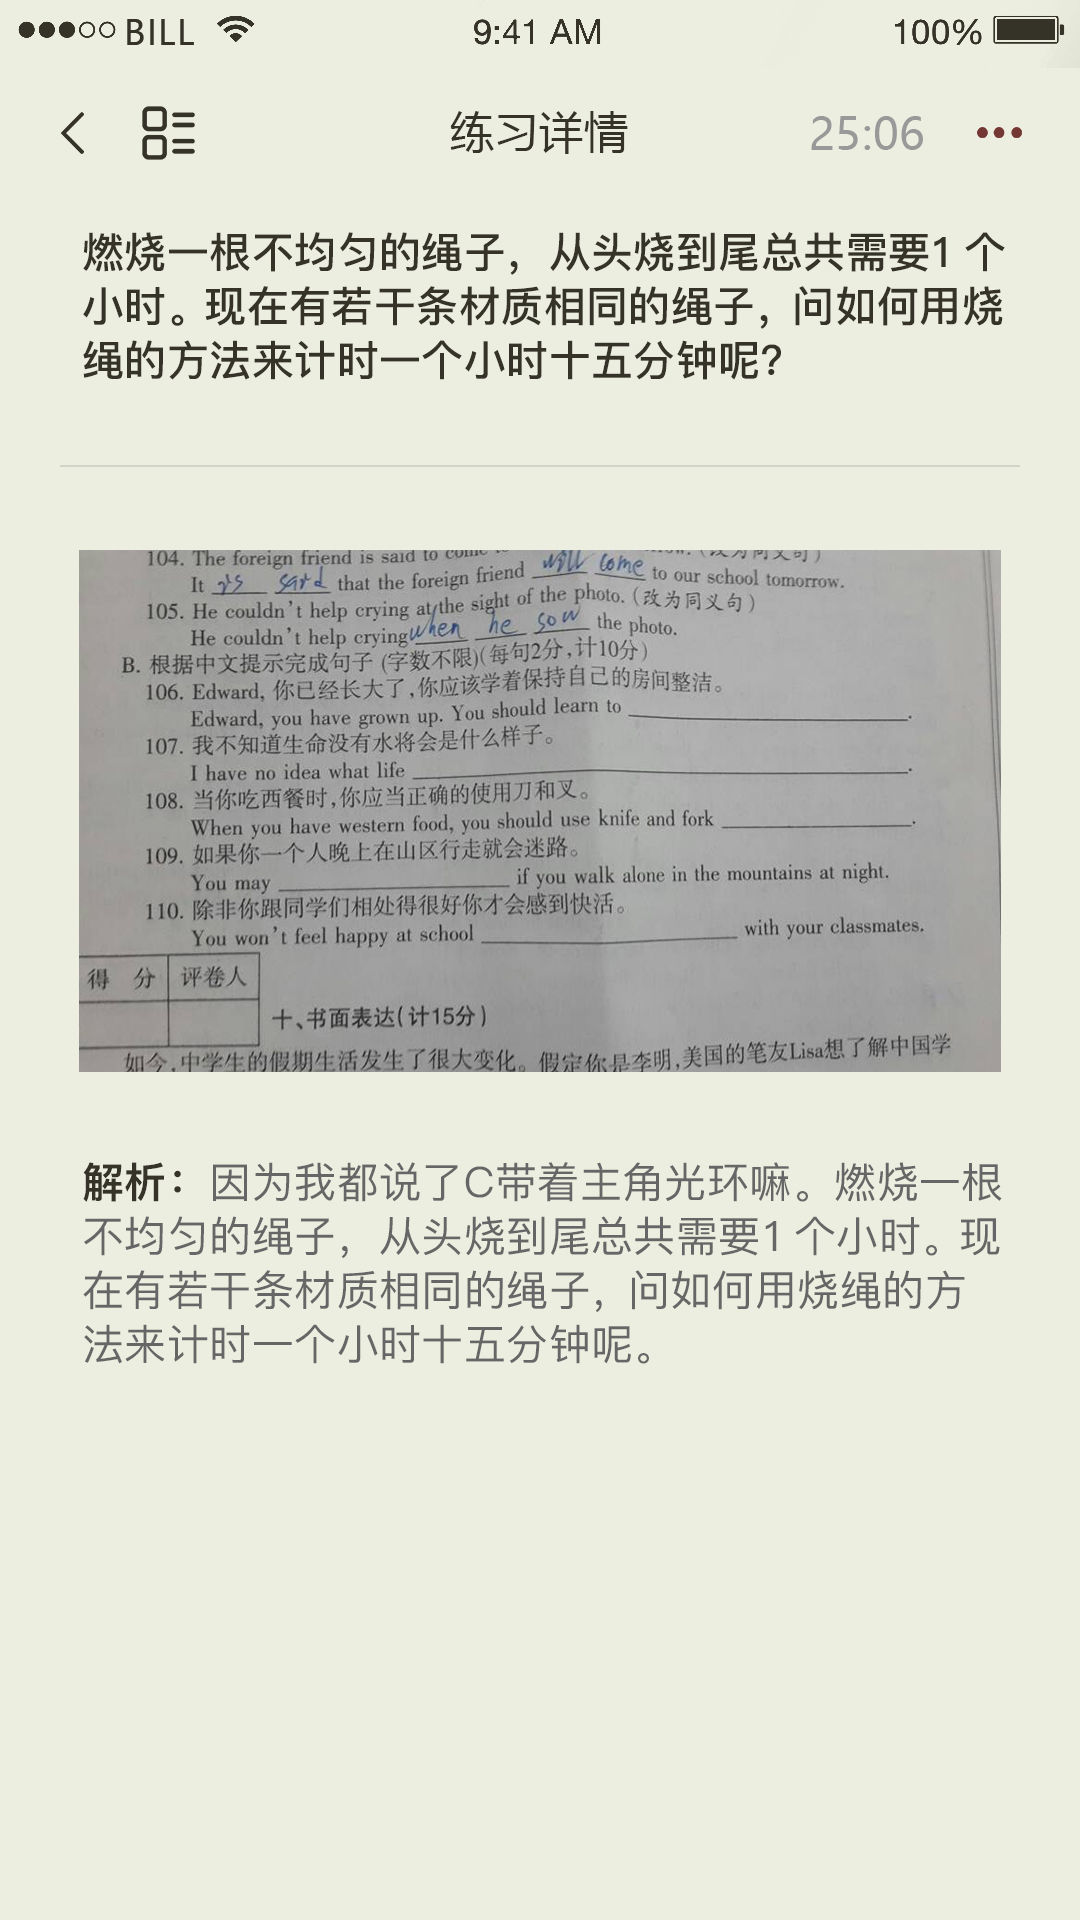 BILL 9:41 AM 100%
练习详情 25:06
燃烧一根不均匀的绳子，从头烧到尾总共需要1 个
小时。现在有若干条材质相同的绳子，问如何用烧
绳的方法来计时一个小时十五分钟呢?
104. The foreign friend is said to come
It is said that the foreign friend will come to our school tomorrow.
105. He couldn't help crying at the sight of the photo. (改为同义句)
He couldn't help crying when he sow the photo.
B. 根据中文提示完成句子 (字数不限)(每句2分,计10分)
106. Edward, 你已经长大了,你应该学着保持自己的房间整洁。
Edward, you have grown up. You should learn to ____.
107. 我不知道生命没有水将会是什么样子。
I have no idea what life ____.
108. 当你吃西餐时,你应当正确的使用刀和叉。
When you have western food, you should use knife and fork ____.
109. 如果你一个人晚上在山区行走就会迷路。
You may ____ if you walk alone in the mountains at night.
110. 除非你跟同学们相处得很好你才会感到快活。
You won't feel happy at school ____ with your classmates.
得 分 评卷人
十、书面表达(计15分)
如今,中学生的假期生活发生了很大变化。假定你是李明,美国的笔友Lisa想了解中国学
解析：因为我都说了C带着主角光环嘛。燃烧一根
不均匀的绳子，从头烧到尾总共需要1 个小时。现
在有若干条材质相同的绳子，问如何用烧绳的方
法来计时一个小时十五分钟呢。